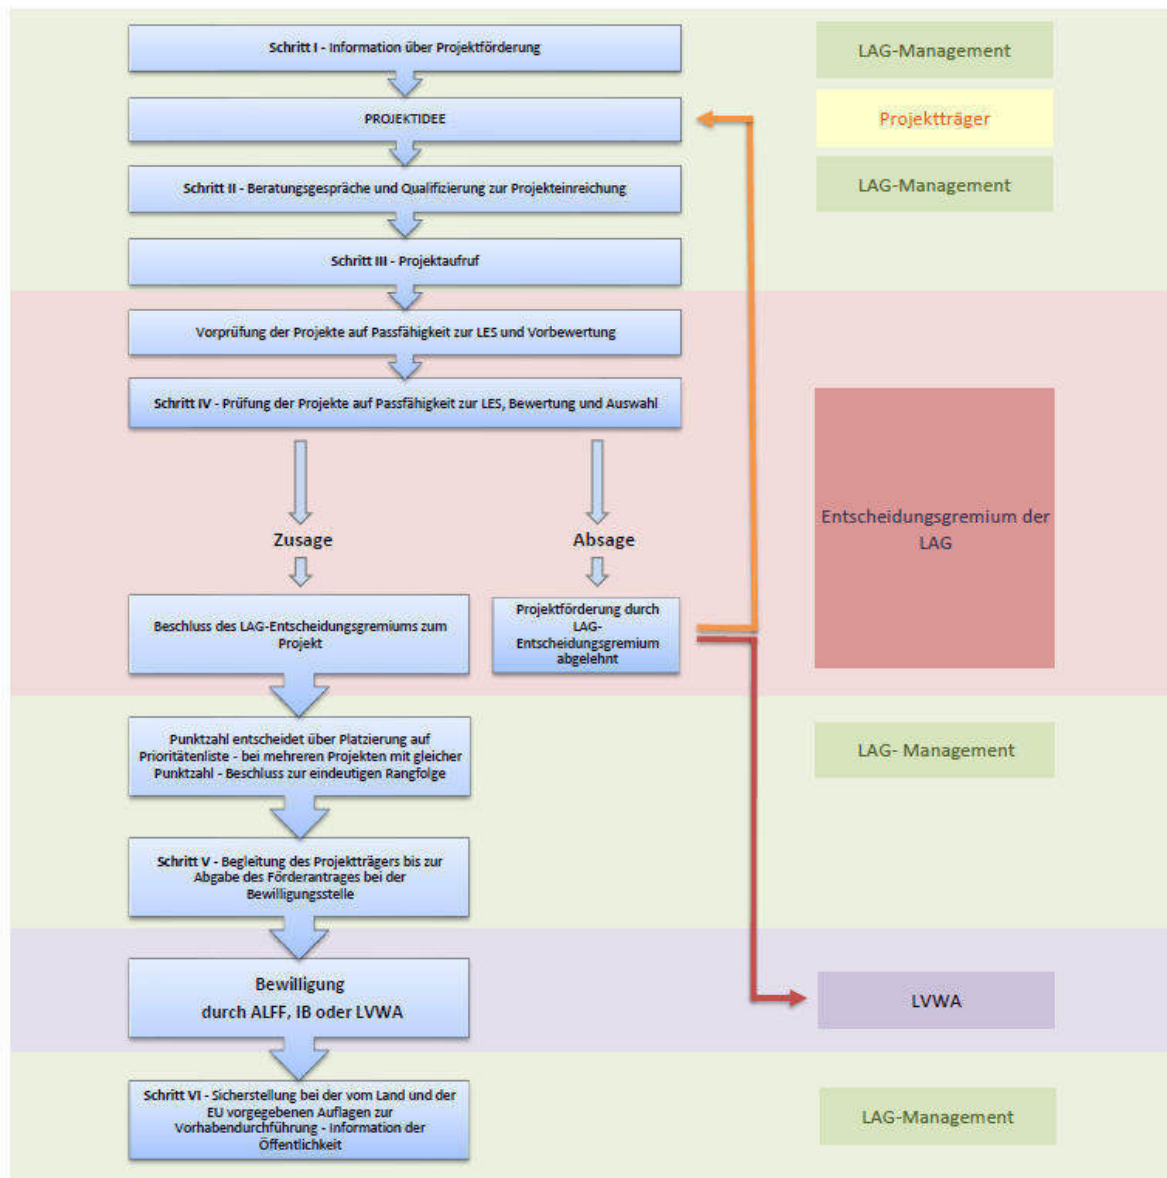 Schritt I - Information über Projektförderung
LAG-Management
PROJEKTIDEE
Projektträger
Schritt II - Beratungsgespräche und Qualifizierung zur Projekteinreichung
LAG-Management
Schritt III - Projektaufruf
Vorprüfung der Projekte auf Passfähigkeit zur LES und Vorbewertung
Schritt IV - Prüfung der Projekte auf Passfähigkeit zur LES, Bewertung und Auswahl
Entscheidungsgremium der
LAG
Zusage
Absage
Beschluss des LAG-Entscheidungsgremiums zum
Projekt
Projektförderung durch
LAG-
Entscheidungsgremium
abgelehnt
Punktzahl entscheidet über Platzierung auf
Prioritätenliste - bei mehreren Projekten mit gleicher
Punktzahl - Beschluss zur eindeutigen Rangfolge
LAG- Management
Schritt V - Begleitung des Projektträgers bis zur
Abgabe des Förderantrages bei der
Bewilligungsstelle
Bewilligung
durch ALFF, IB oder LVWA
LVWA
Schritt VI - Sicherstellung bei der vom Land und der
EU vorgegebenen Auflagen zur
Vorhabendurchführung - Information der
Öffentlichkeit
LAG-Management